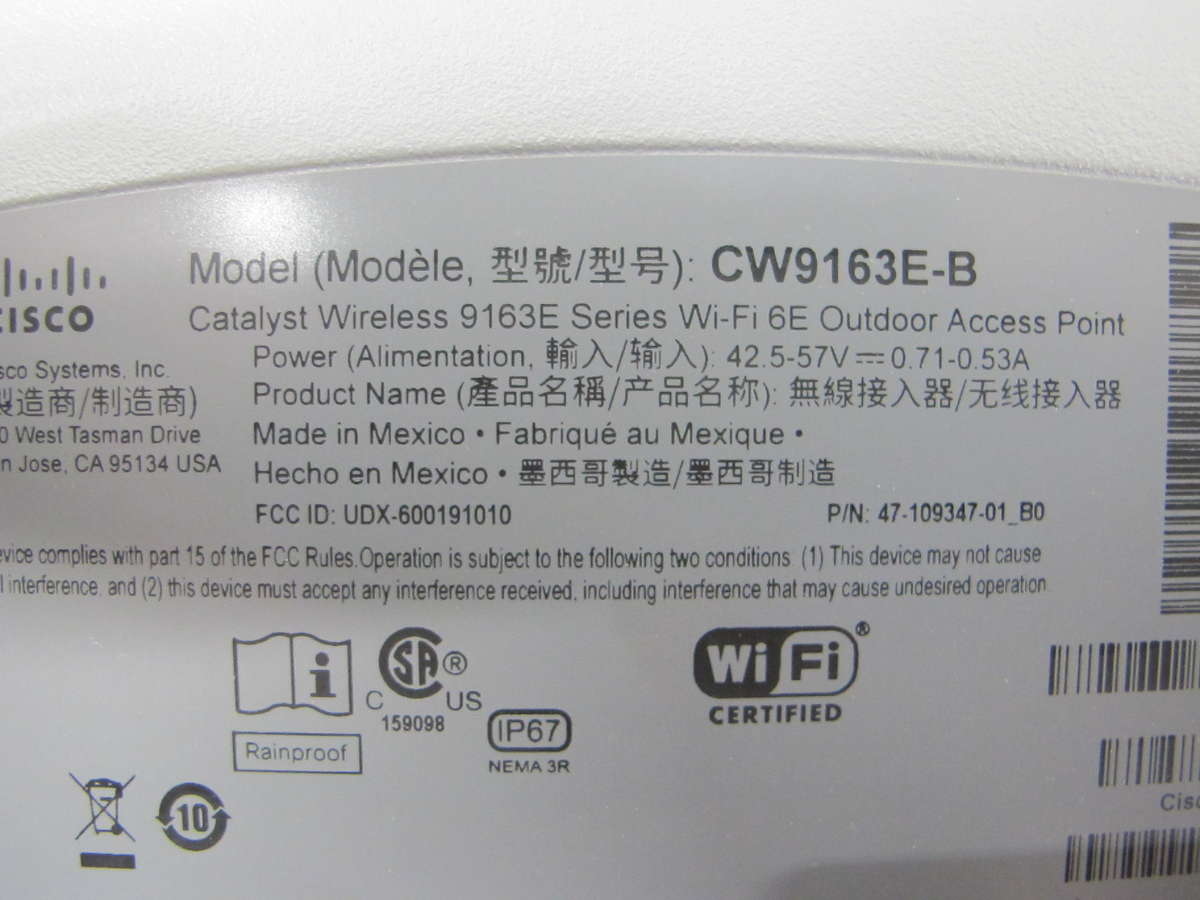 Model (Modèle, 型號/型号): CW9163E-B
CISCO
Catalyst Wireless 9163E Series Wi-Fi 6E Outdoor Access Point
Systems, Inc.
Power (Alimentation, 輸入/输入): 42.5-57V ⎓ 0.71-0.53A
製造商/制造商)
Product Name (產品名稱/产品名称): 無線接入器/无线接入器
West Tasman Drive
Made in Mexico • Fabriqué au Mexique •
Jose, CA 95134 USA
Hecho en Mexico • 墨西哥製造/墨西哥制造
FCC ID: UDX-600191010 P/N: 47-109347-01_B0
complies with part 15 of the FCC Rules. Operation is subject to the following two conditions: (1) This device may not cause
interference, and (2) this device must accept any interference received, including interference that may cause undesired operation.
i
SA ®
C US
159098
Wi Fi ®
CERTIFIED
Rainproof
IP67
NEMA 3R
10